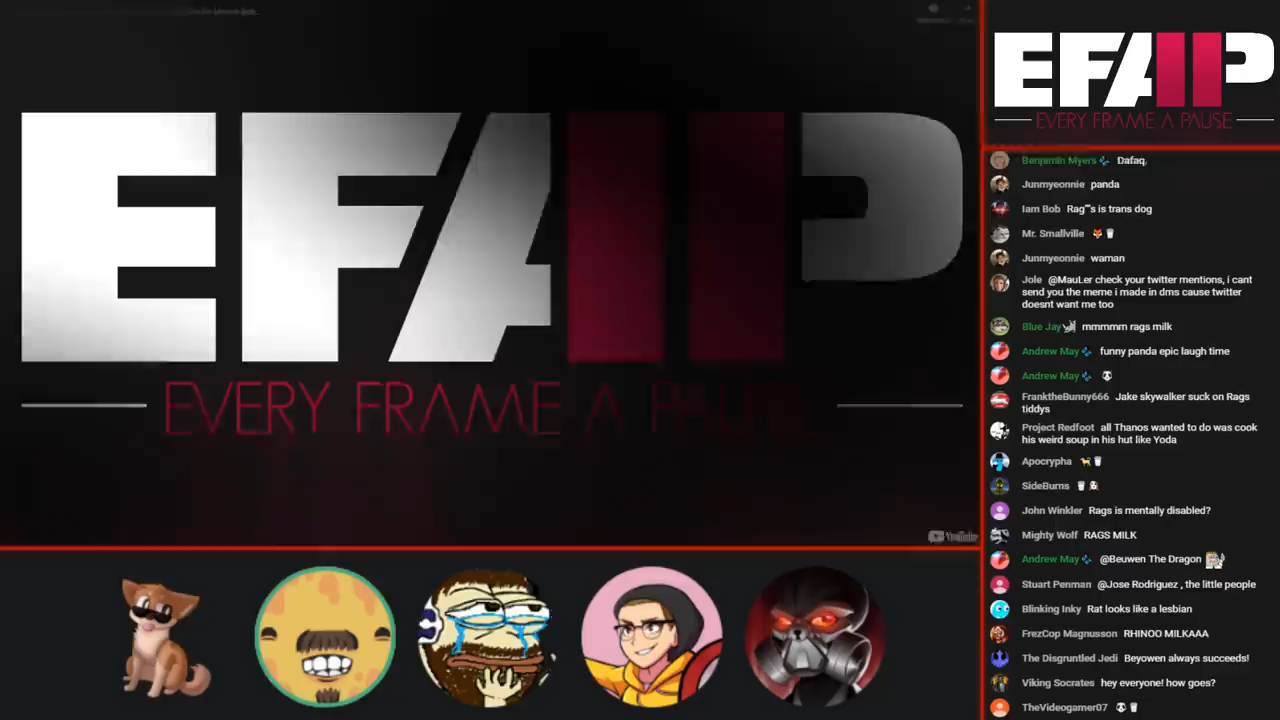 EFAP
EVERY FRAME A PAUSE
YouTube
EFAP
EVERY FRAME A PAUSE
Benjamin Myers Dafaq,
Junmyeonnie panda
Iam Bob Rag""s is trans dog
Mr. Smallville
Junmyeonnie waman
Jole @MauLer check your twitter mentions, i cant
send you the meme i made in dms cause twitter
doesnt want me too
Blue Jay mmmmm rags milk
Andrew May funny panda epic laugh time
Andrew May
FranktheBunny666 Jake skywalker suck on Rags
tiddys
Project Redfoot all Thanos wanted to do was cook
his weird soup in his hut like Yoda
Apocrypha
SideBurns
John Winkler Rags is mentally disabled?
Mighty Wolf RAGS MILK
Andrew May @Beuwen The Dragon
Stuart Penman @Jose Rodriguez , the little people
Blinking Inky Rat looks like a lesbian
FrezCop Magnusson RHINOO MILKAAA
The Disgruntled Jedi Beyowen always succeeds!
Viking Socrates hey everyone! how goes?
TheVideogamer07